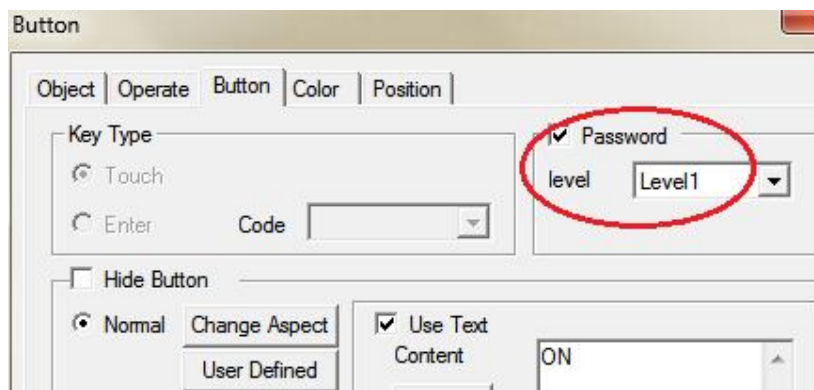 Button
Object Operate Button Color Position
Key Type
Touch
Enter Code
Password
level Level1
Hide Button
Normal Change Aspect
User Defined
Use Text
Content ON